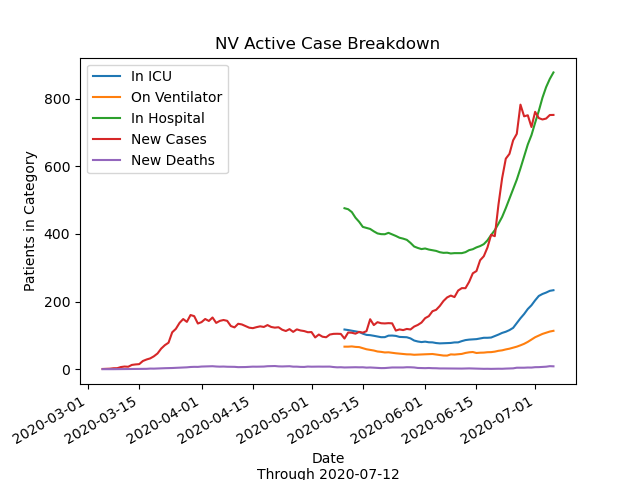 NV Active Case Breakdown
In ICU
On Ventilator
In Hospital
New Cases
New Deaths
Patients in Category
800
600
400
200
0
2020-03-01
2020-03-15
2020-04-01
2020-04-15
2020-05-01
2020-05-15
2020-06-01
2020-06-15
2020-07-01
Date
Through 2020-07-12